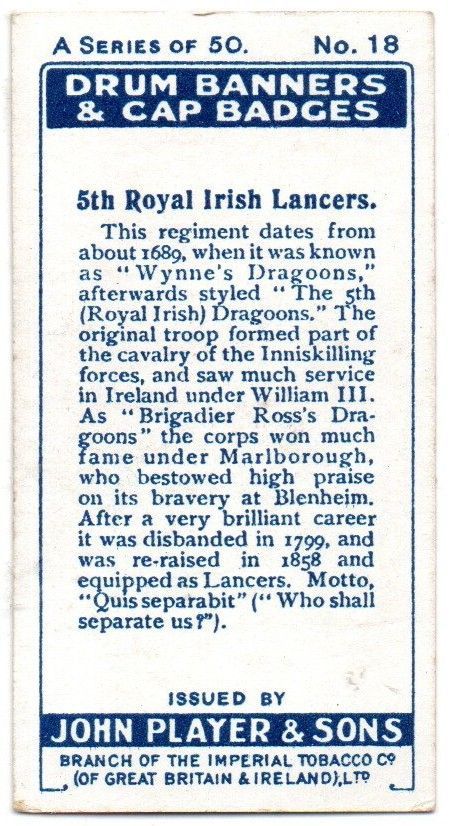 A SERIES OF 50. No. 18
DRUM BANNERS
& CAP BADGES
5th Royal Irish Lancers.
This regiment dates from
about 1689, when it was known
as "Wynne's Dragoons,"
afterwards styled "The 5th
(Royal Irish) Dragoons." The
original troop formed part of
the cavalry of the Inniskilling
forces, and saw much service
in Ireland under William III.
As "Brigadier Ross's Dra-
goons" the corps won much
fame under Marlborough,
who bestowed high praise
on its bravery at Blenheim.
After a very brilliant career
it was disbanded in 1799, and
was re-raised in 1858 and
equipped as Lancers. Motto,
"Quis separabit" ("Who shall
separate us?").
ISSUED BY
JOHN PLAYER & SONS
BRANCH OF THE IMPERIAL TOBACCO CO
(OF GREAT BRITAIN & IRELAND), LTD